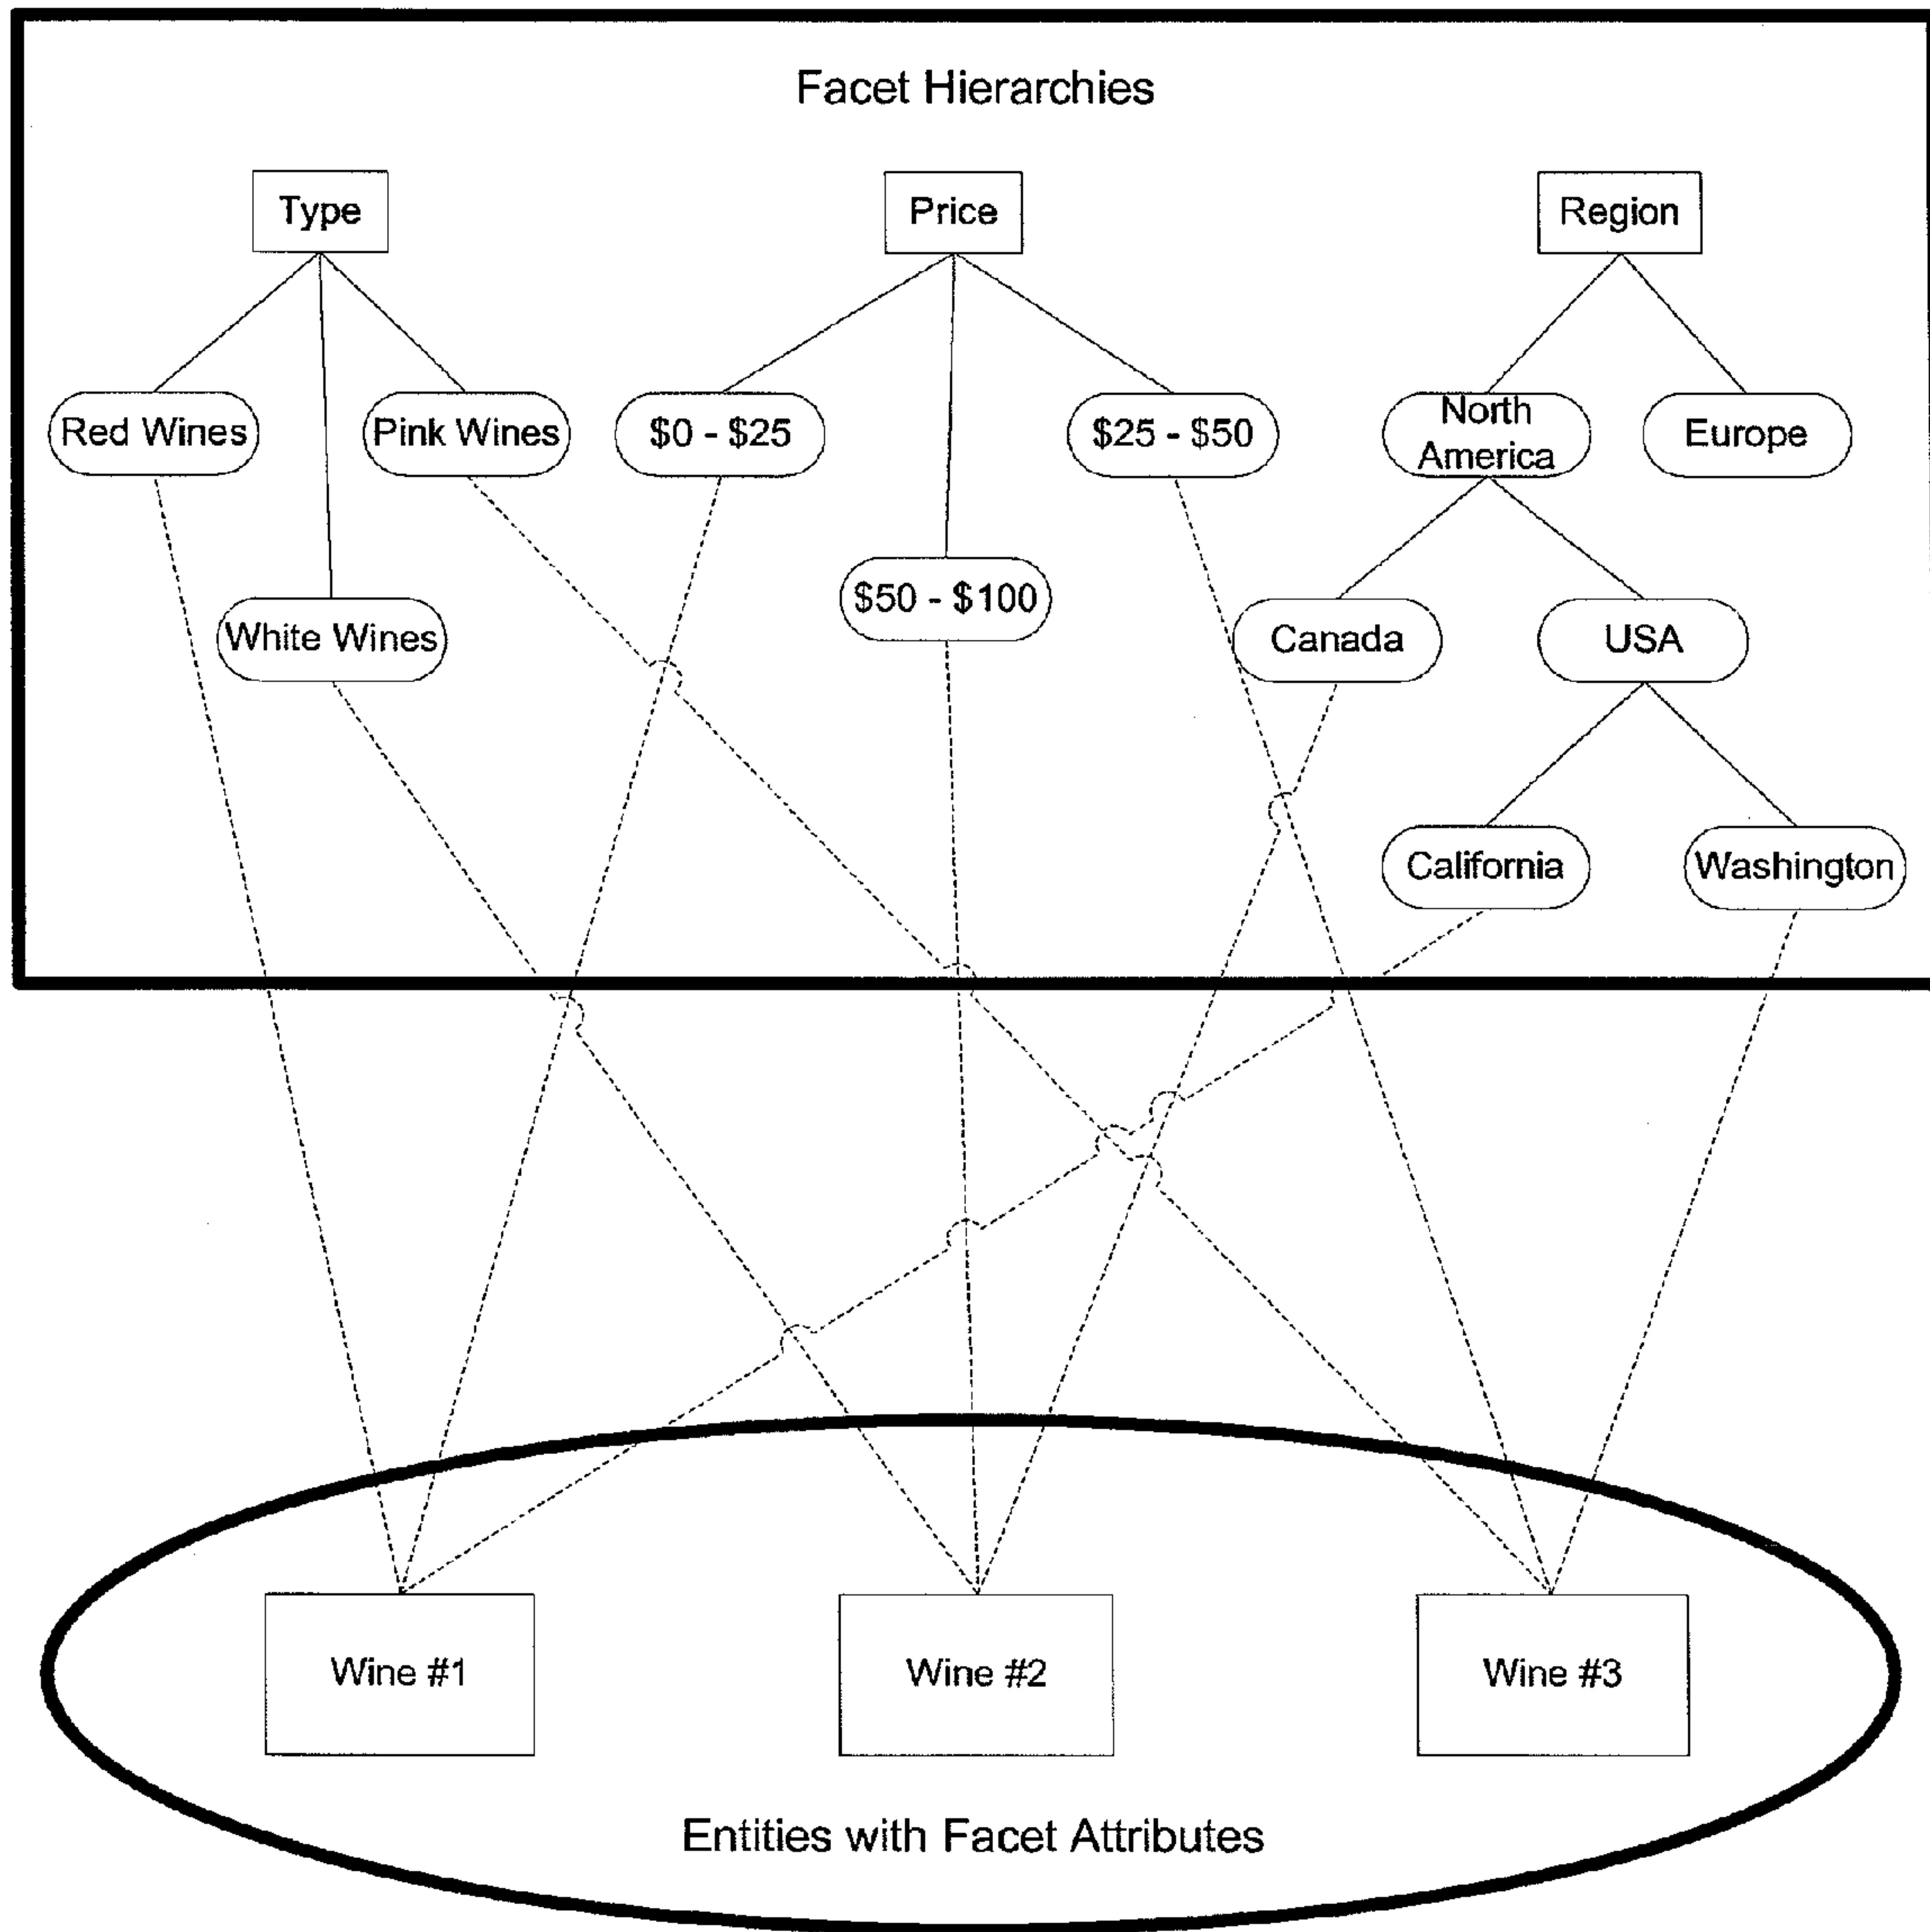 Facet Hierarchies
Type
Price
Region
Red Wines
Pink Wines
$0 - $25
$25 - $50
North
America
Europe
$50 - $100
White Wines
Canada
USA
California
Washington
Wine #1
Wine #2
Wine #3
Entities with Facet Attributes